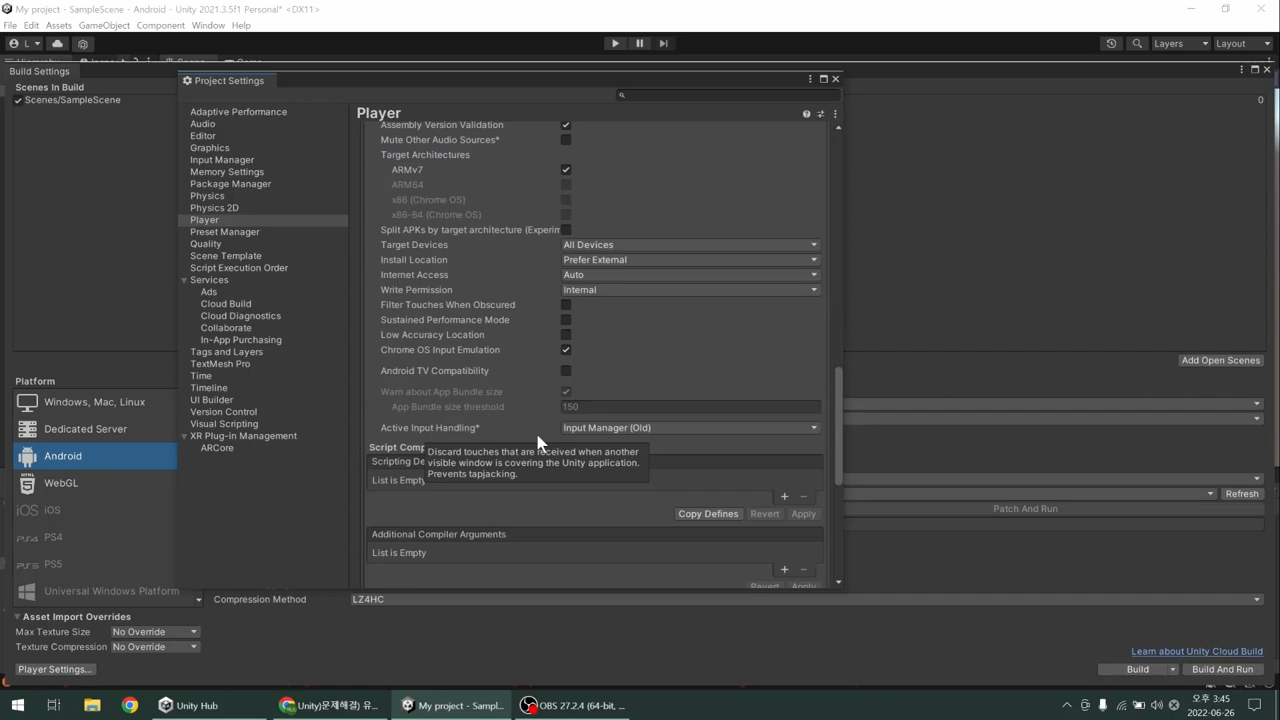 My project - SampleScene - Android - Unity 2021.3.5f1 Personal* <DX11>
File Edit Assets GameObject Component Window Help
L
Layers
Layout
Build Settings
Scenes In Build
Scenes/SampleScene
0
Add Open Scenes
Platform
Windows, Mac, Linux
Dedicated Server
Android
WebGL
iOS
PS4
PS5
Universal Windows Platform
Asset Import Overrides
Max Texture Size No Override
Texture Compression No Override
Player Settings...
Project Settings
Adaptive Performance
Audio
Editor
Graphics
Input Manager
Memory Settings
Package Manager
Physics
Physics 2D
Player
Preset Manager
Quality
Scene Template
Script Execution Order
Services
Ads
Cloud Build
Cloud Diagnostics
Collaborate
In-App Purchasing
Tags and Layers
TextMesh Pro
Time
Timeline
UI Builder
Version Control
Visual Scripting
XR Plug-in Management
ARCore
Player
Assembly Version Validation
Mute Other Audio Sources*
Target Architectures
ARMv7
ARM64
x86 (Chrome OS)
x86-64 (Chrome OS)
Split APKs by target architecture (Experim
Target Devices All Devices
Install Location Prefer External
Internet Access Auto
Write Permission Internal
Filter Touches When Obscured
Sustained Performance Mode
Low Accuracy Location
Chrome OS Input Emulation
Android TV Compatibility
Warn about App Bundle size
App Bundle size threshold 150
Active Input Handling* Input Manager (Old)
Script Comp
Discard touches that are received when another
visible window is covering the Unity application.
Prevents tapjacking.
Scripting De
List is Empty
Copy Defines Revert Apply
Additional Compiler Arguments
List is Empty
Revert Apply
Refresh
Patch And Run
Compression Method LZ4HC
Learn about Unity Cloud Build
Build Build And Run
Unity Hub
Unity)문제해결) 유...
My project - Sampl...
OBS 27.2.4 (64-bit, ...
오후 3:45
2022-06-26